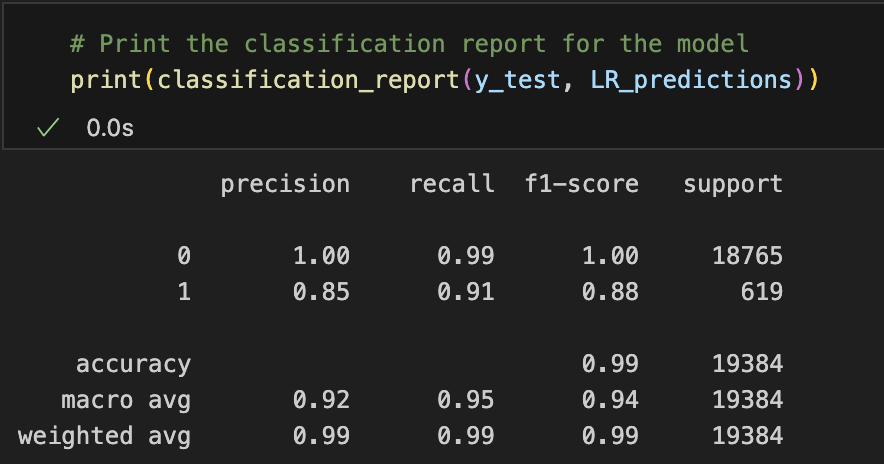 # Print the classification report for the model
print(classification_report(y_test, LR_predictions))
✓ 0.0s
precision recall f1-score support
0 1.00 0.99 1.00 18765
1 0.85 0.91 0.88 619
accuracy 0.99 19384
macro avg 0.92 0.95 0.94 19384
weighted avg 0.99 0.99 0.99 19384